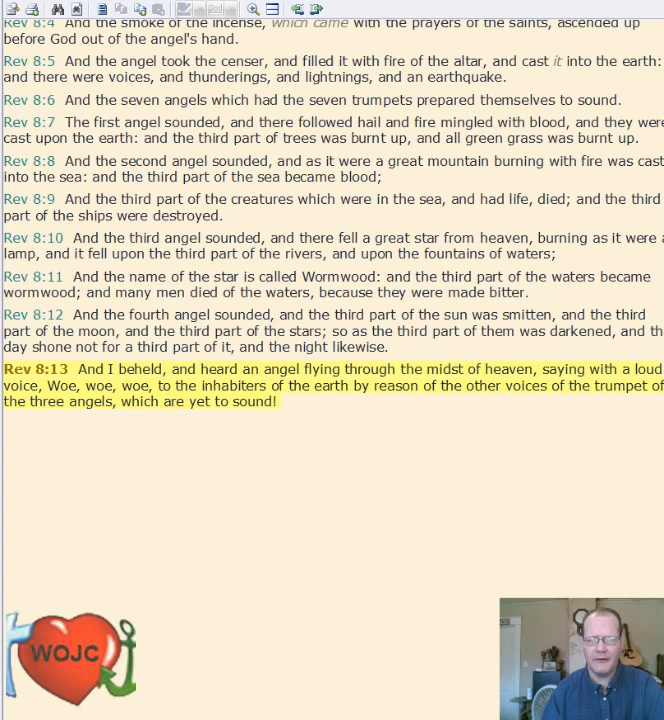 Rev 8:4 And the smoke of the incense, which came with the prayers of the saints, ascended up
before God out of the angel's hand.
Rev 8:5 And the angel took the censer, and filled it with fire of the altar, and cast it into the earth:
and there were voices, and thunderings, and lightnings, and an earthquake.
Rev 8:6 And the seven angels which had the seven trumpets prepared themselves to sound.
Rev 8:7 The first angel sounded, and there followed hail and fire mingled with blood, and they were
cast upon the earth: and the third part of trees was burnt up, and all green grass was burnt up.
Rev 8:8 And the second angel sounded, and as it were a great mountain burning with fire was cast
into the sea: and the third part of the sea became blood;
Rev 8:9 And the third part of the creatures which were in the sea, and had life, died; and the third
part of the ships were destroyed.
Rev 8:10 And the third angel sounded, and there fell a great star from heaven, burning as it were a
lamp, and it fell upon the third part of the rivers, and upon the fountains of waters;
Rev 8:11 And the name of the star is called Wormwood: and the third part of the waters became
wormwood; and many men died of the waters, because they were made bitter.
Rev 8:12 And the fourth angel sounded, and the third part of the sun was smitten, and the third
part of the moon, and the third part of the stars; so as the third part of them was darkened, and th
day shone not for a third part of it, and the night likewise.
Rev 8:13 And I beheld, and heard an angel flying through the midst of heaven, saying with a loud
voice, Woe, woe, woe, to the inhabiters of the earth by reason of the other voices of the trumpet of
the three angels, which are yet to sound!
WOJC